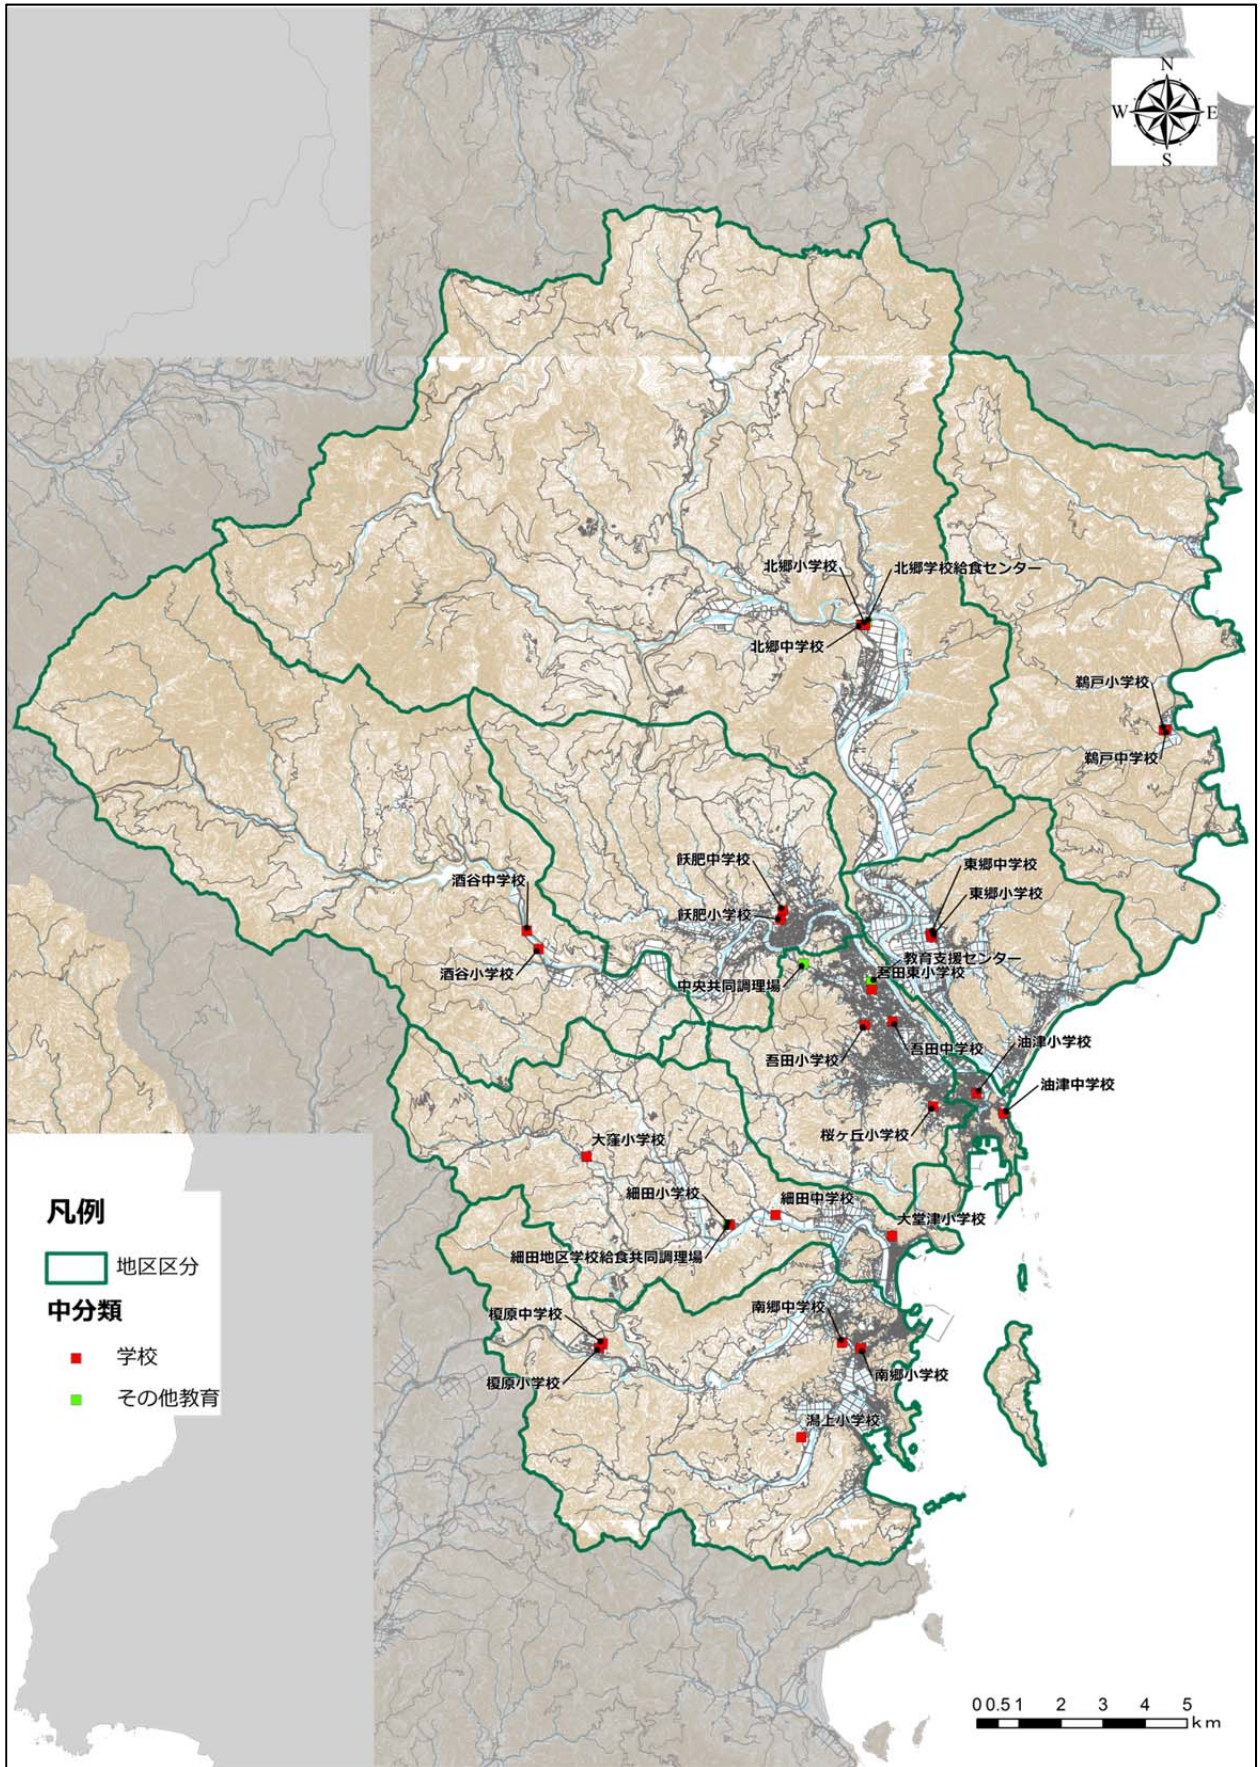 N
W E
S
北郷小学校
北郷学校給食センター
北郷中学校
鵜戸小学校
鵜戸中学校
飫肥中学校
東郷中学校
酒谷中学校
東郷小学校
飫肥小学校
教育支援センター
酒谷小学校
吾田東小学校
中央共同調理場
油津小学校
吾田中学校
吾田小学校
油津中学校
桜ヶ丘小学校
大窪小学校
細田小学校
細田中学校
大堂津小学校
細田地区学校給食共同調理場
榎原中学校
南郷中学校
榎原小学校
南郷小学校
潟上小学校
凡例
地区区分
中分類
学校
その他教育
0 0.5 1 2 3 4 5
km